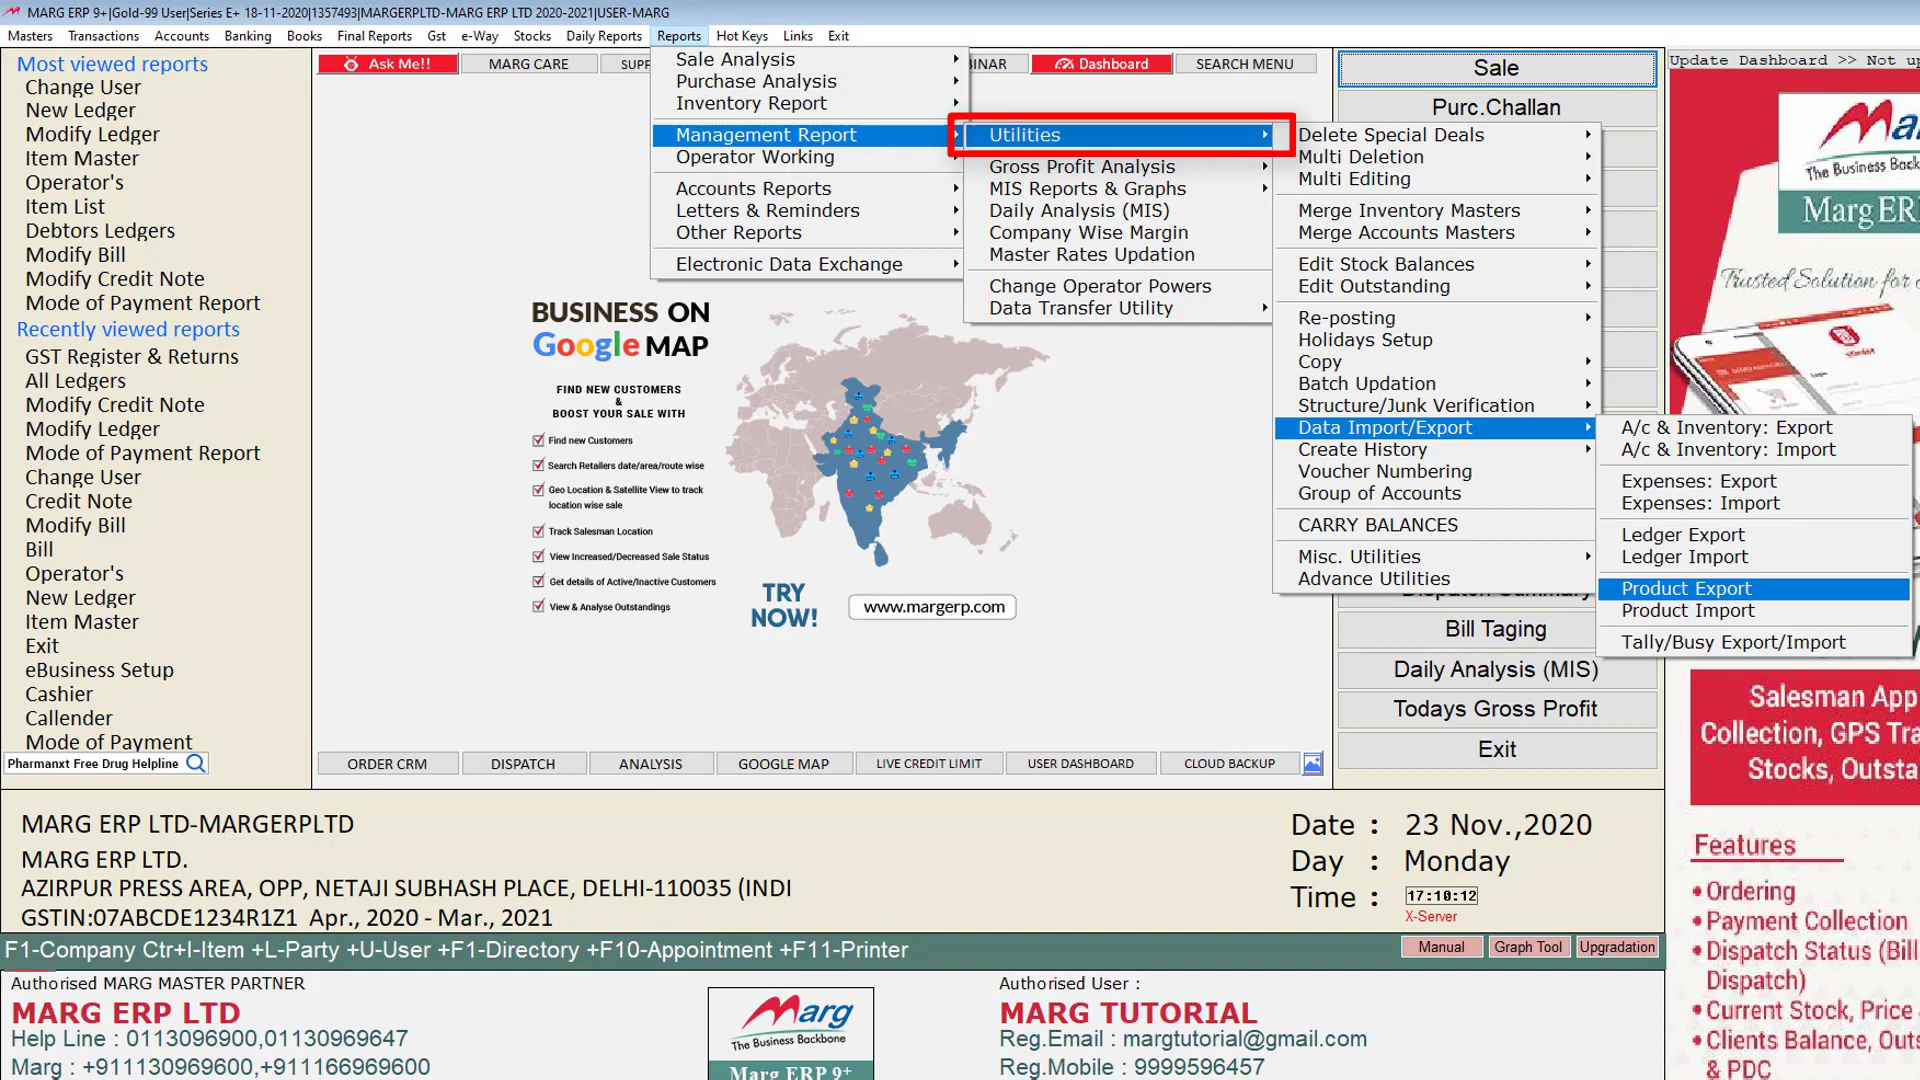 MARG ERP 9+|Gold-99 User|Series E+ 18-11-2020|1357493|MARGERPLTD-MARG ERP LTD 2020-2021|USER-MARG
Masters Transactions Accounts Banking Books Final Reports Gst e-Way Stocks Daily Reports Reports Hot Keys Links Exit
Most viewed reports
Change User
New Ledger
Modify Ledger
Item Master
Operator's
Item List
Debtors Ledgers
Modify Bill
Modify Credit Note
Mode of Payment Report
Recently viewed reports
GST Register & Returns
All Ledgers
Modify Credit Note
Modify Ledger
Mode of Payment Report
Change User
Credit Note
Modify Bill
Bill
Operator's
New Ledger
Item Master
Exit
eBusiness Setup
Cashier
Callender
Mode of Payment
Pharmanxt Free Drug Helpline
Ask Me!!
MARG CARE
SUPP
INAR
Dashboard
SEARCH MENU
Sale Analysis
Purchase Analysis
Inventory Report
Management Report
Operator Working
Accounts Reports
Letters & Reminders
Other Reports
Electronic Data Exchange
Utilities
Gross Profit Analysis
MIS Reports & Graphs
Daily Analysis (MIS)
Company Wise Margin
Master Rates Updation
Change Operator Powers
Data Transfer Utility
Delete Special Deals
Multi Deletion
Multi Editing
Merge Inventory Masters
Merge Accounts Masters
Edit Stock Balances
Edit Outstanding
Re-posting
Holidays Setup
Copy
Batch Updation
Structure/Junk Verification
Data Import/Export
Create History
Voucher Numbering
Group of Accounts
CARRY BALANCES
Misc. Utilities
Advance Utilities
A/c & Inventory: Export
A/c & Inventory: Import
Expenses: Export
Expenses: Import
Ledger Export
Ledger Import
Product Export
Product Import
Tally/Busy Export/Import
BUSINESS ON
Google MAP
FIND NEW CUSTOMERS
&
BOOST YOUR SALE WITH
Find new Customers
Search Retailers date/area/route wise
Geo Location & Satellite View to track
location wise sale
Track Salesman Location
View Increased/Decreased Sale Status
Get details of Active/Inactive Customers
View & Analyse Outstandings
TRY
NOW!
www.margerp.com
ORDER CRM
DISPATCH
ANALYSIS
GOOGLE MAP
LIVE CREDIT LIMIT
USER DASHBOARD
CLOUD BACKUP
Sale
Purc.Challan
Bill Taging
Daily Analysis (MIS)
Todays Gross Profit
Exit
Update Dashboard >> Not up
Marg
The Business Backb
Marg ER
Trusted Solution for
Salesman App
Collection, GPS Tra
Stocks, Outsta
Features
• Ordering
• Payment Collection
• Dispatch Status (Bill
Dispatch)
• Current Stock, Price
• Clients Balance, Outs
& PDC
MARG ERP LTD-MARGERPLTD
MARG ERP LTD.
AZIRPUR PRESS AREA, OPP, NETAJI SUBHASH PLACE, DELHI-110035 (INDI
GSTIN:07ABCDE1234R1Z1 Apr., 2020 - Mar., 2021
Date : 23 Nov.,2020
Day : Monday
Time : 17:10:12
X-Server
F1-Company Ctr+I-Item +L-Party +U-User +F1-Directory +F10-Appointment +F11-Printer
Manual
Graph Tool
Upgradation
Authorised MARG MASTER PARTNER
MARG ERP LTD
Help Line : 0113096900,01130969647
Marg : +911130969600,+911166969600
Marg
The Business Backbone
Marg ERP 9+
Authorised User :
MARG TUTORIAL
Reg.Email : margtutorial@gmail.com
Reg.Mobile : 9999596457